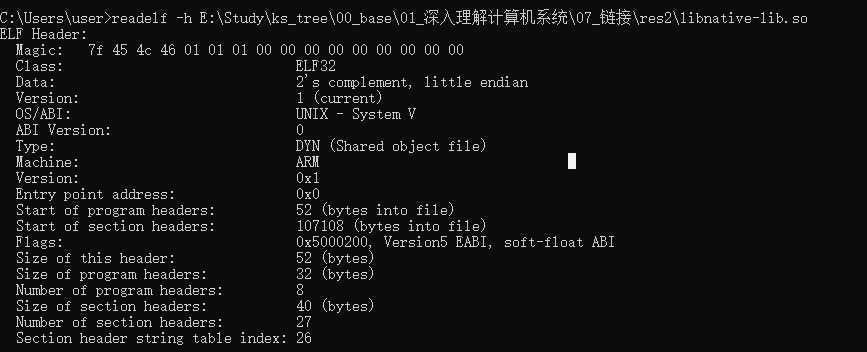 C:\Users\user>readelf -h E:\Study\ks_tree\00_base\01_深入理解计算机系统\07_链接\res2\libnative-lib.so
ELF Header:
  Magic:   7f 45 4c 46 01 01 01 00 00 00 00 00 00 00 00 00
  Class:                             ELF32
  Data:                              2's complement, little endian
  Version:                           1 (current)
  OS/ABI:                            UNIX - System V
  ABI Version:                       0
  Type:                              DYN (Shared object file)
  Machine:                           ARM
  Version:                           0x1
  Entry point address:               0x0
  Start of program headers:          52 (bytes into file)
  Start of section headers:          107108 (bytes into file)
  Flags:                             0x5000200, Version5 EABI, soft-float ABI
  Size of this header:               52 (bytes)
  Size of program headers:           32 (bytes)
  Number of program headers:         8
  Size of section headers:           40 (bytes)
  Number of section headers:         27
  Section header string table index: 26